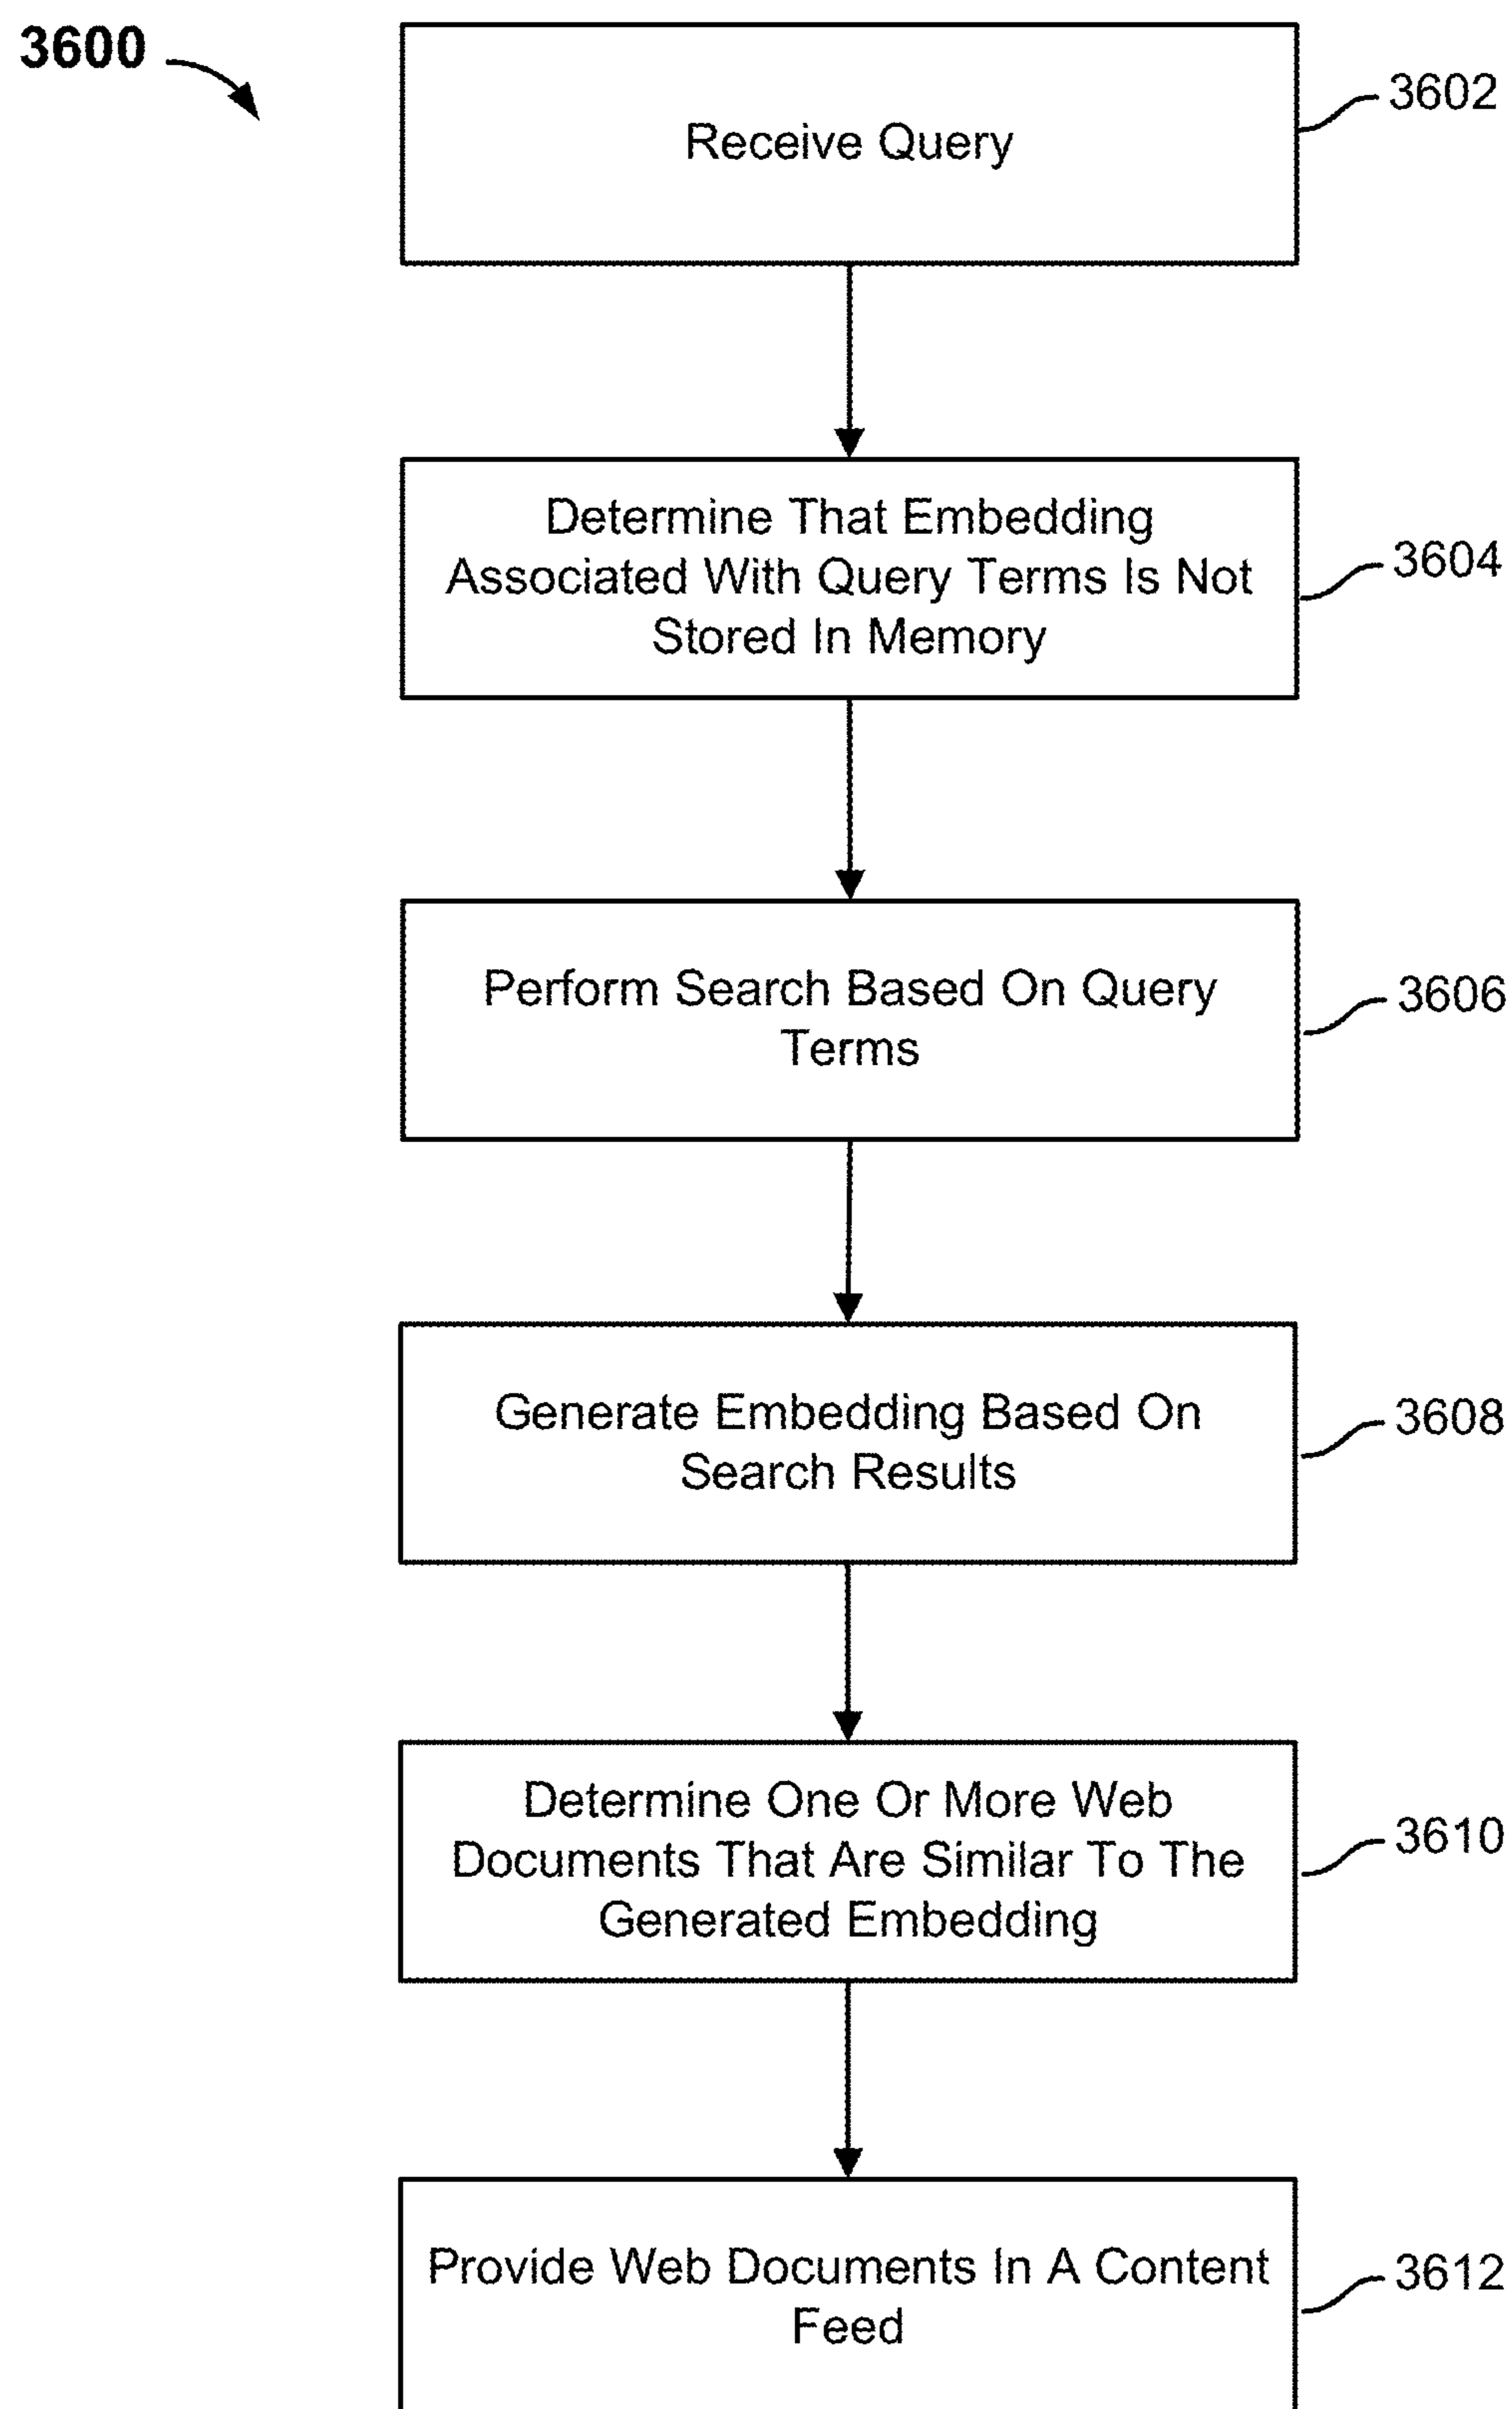 3600
Receive Query
3602
Determine That Embedding
Associated With Query Terms Is Not
Stored In Memory
3604
Perform Search Based On Query
Terms
3606
Generate Embedding Based On
Search Results
3608
Determine One Or More Web
Documents That Are Similar To The
Generated Embedding
3610
Provide Web Documents In A Content
Feed
3612